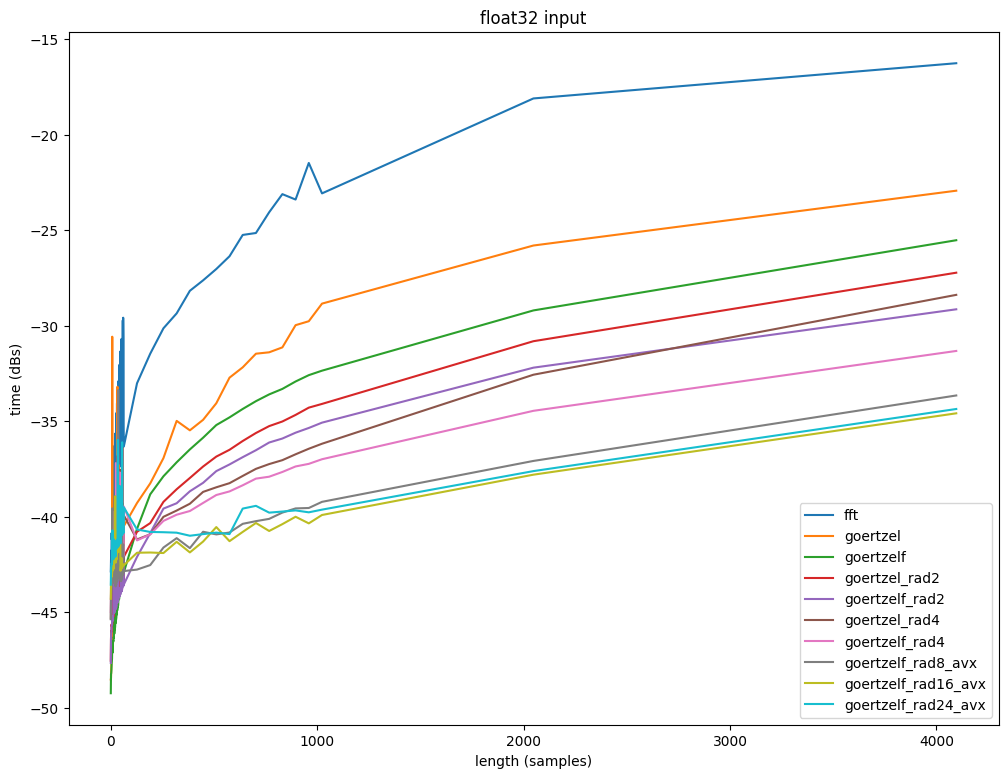 float32 input
time (dBs)
−15
−20
−25
−30
−35
−40
−45
−50
0
1000
2000
3000
4000
length (samples)
fft
goertzel
goertzelf
goertzel_rad2
goertzelf_rad2
goertzel_rad4
goertzelf_rad4
goertzelf_rad8_avx
goertzelf_rad16_avx
goertzelf_rad24_avx